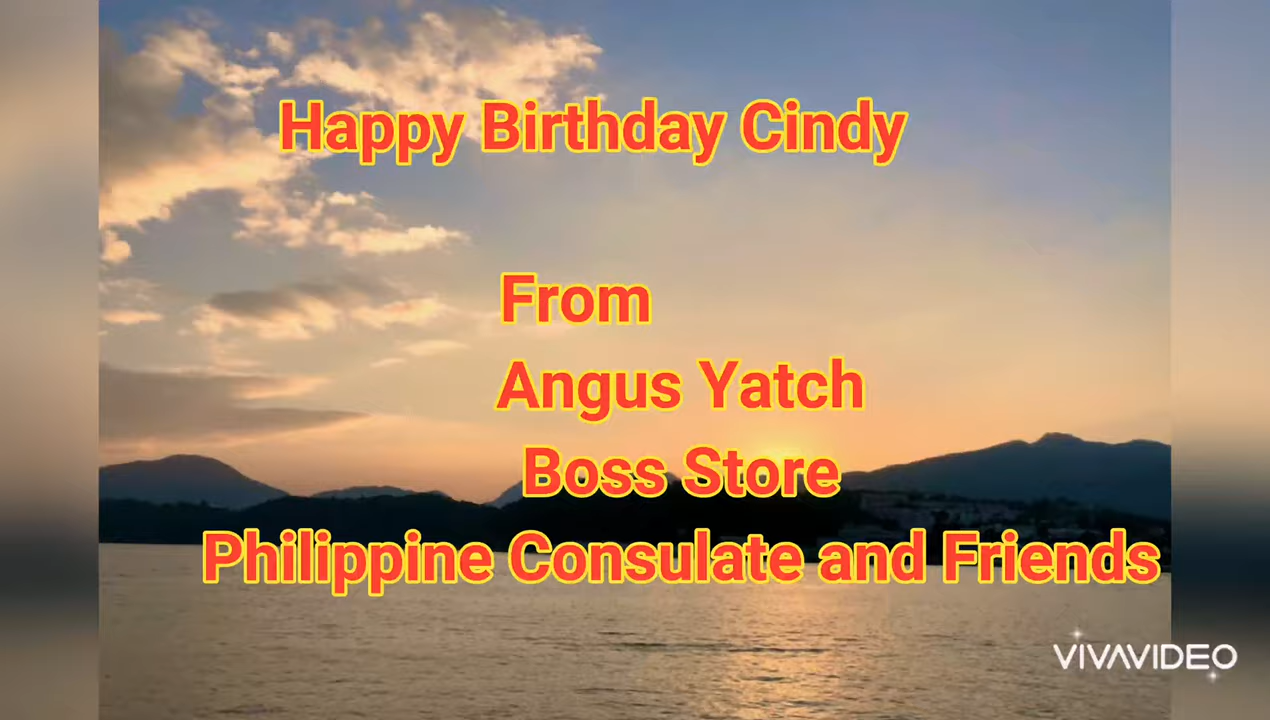 Happy Birthday Cindy
From
Angus Yatch
Boss Store
Philippine Consulate and Friends
VIVAVIDEO